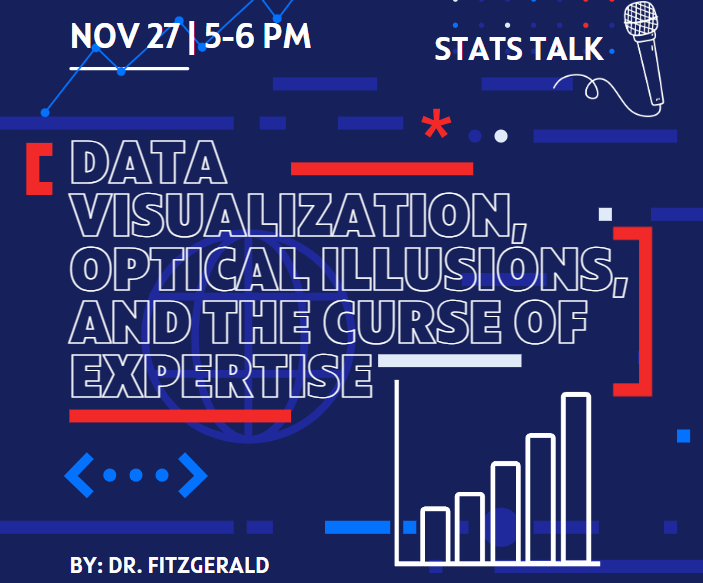 NOV 27 | 5-6 PM
STATS TALK
DATA
VISUALIZATION,
OPTICAL ILLUSIONS,
AND THE CURSE OF
EXPERTISE
BY: DR. FITZGERALD